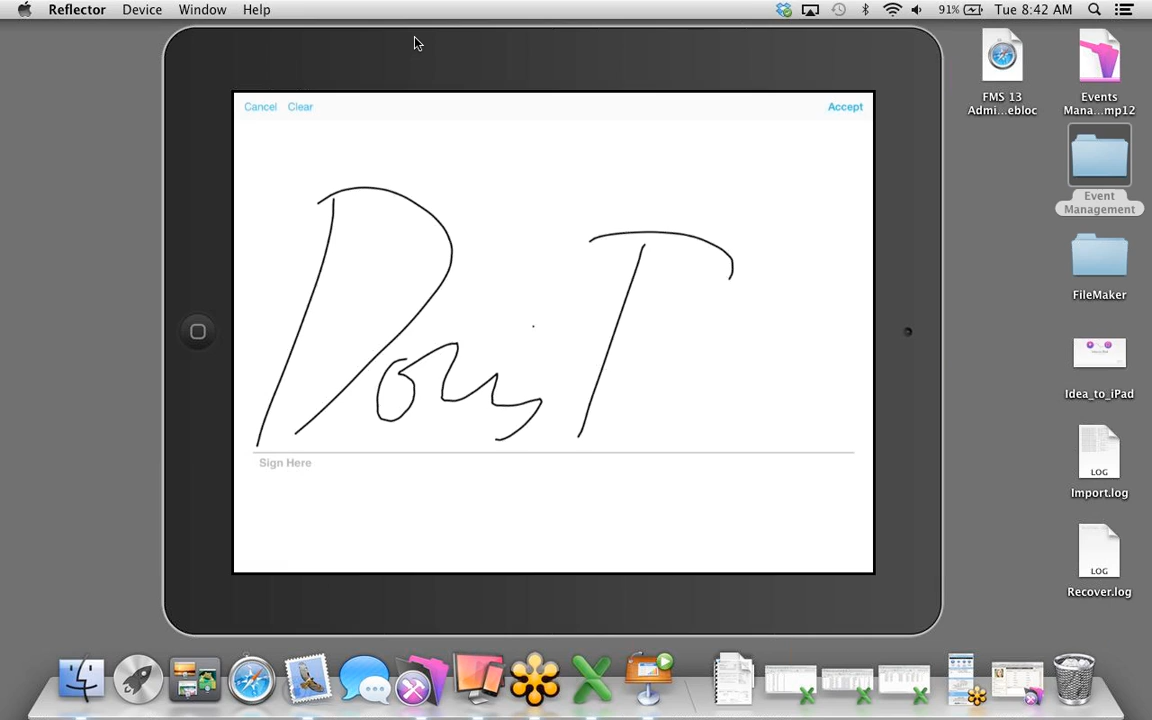 Reflector Device Window Help 91% Tue 8:42 AM
Cancel Clear Accept
Doris T
Sign Here
FMS 13
Admi...ebloc
Events
Mana...mp12
Event
Management
FileMaker
Idea_to_iPad
LOG
Import.log
LOG
Recover.log